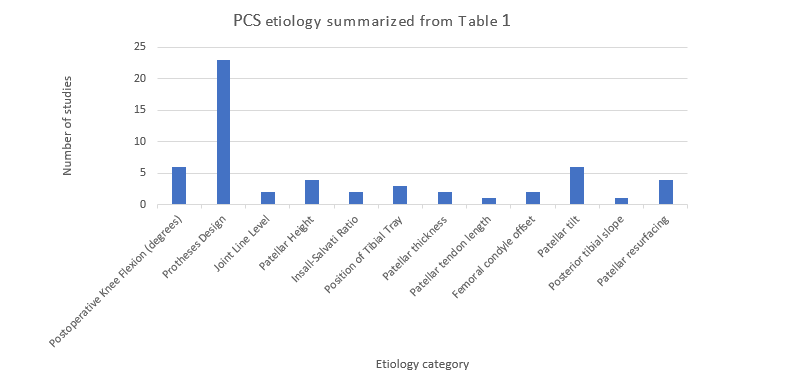 PCS etiology summarized from Table 1
Number of studies
25
20
15
10
5
0
Postoperative Knee Flexion (degrees)
Protheses Design
Joint Line Level
Patellar Height
Insall-Salvati Ratio
Position of Tibial Tray
Patellar thickness
Patellar tendon length
Femoral condyle offset
Patellar tilt
Posterior tibial slope
Patellar resurfacing
Etiology category